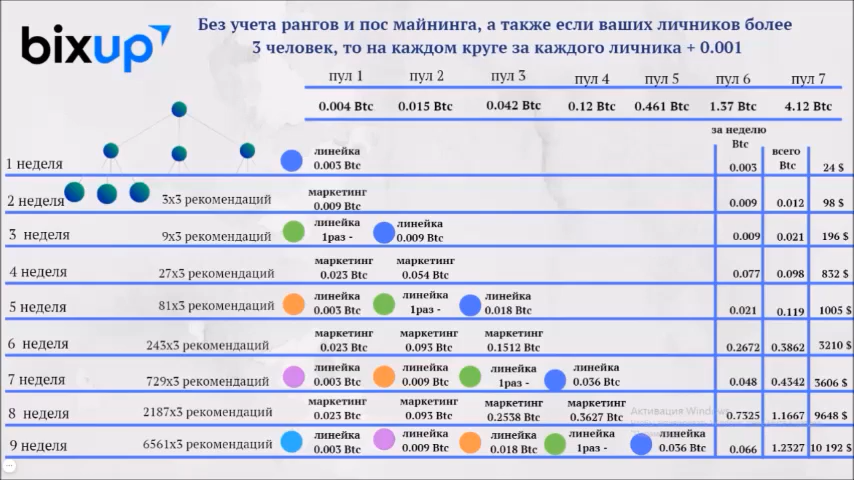 bixup
Без учета рангов и пос майнинга, а также если ваших личников более
3 человек, то на каждом круге за каждого личника + 0.001
пул 1 пул 2 пул 3 пул 4 пул 5 пул 6 пул 7
0.004 Btc 0.015 Btc 0.042 Btc 0.12 Btc 0.461 Btc 1.37 Btc 4.12 Btc
за неделю
Btc
всего
Btc
1 неделя
линейка
0.003 Btc
0.003 24 $
2 неделя 3x3 рекомендаций
маркетинг
0.009 Btc
0.009 0.012 98 $
3 неделя 9x3 рекомендаций
линейка линейка
1раз - 0.009 Btc
0.009 0.021 196 $
4 неделя 27x3 рекомендаций
маркетинг маркетинг
0.023 Btc 0.054 Btc
0.077 0.098 832 $
5 неделя 81x3 рекомендаций
линейка линейка линейка
0.003 Btc 1раз - 0.018 Btc
0.021 0.119 1005 $
6 неделя 243x3 рекомендаций
маркетинг маркетинг маркетинг
0.023 Btc 0.093 Btc 0.1512 Btc
0.2672 0.3862 3210 $
7 неделя 729x3 рекомендаций
линейка линейка линейка линейка
0.003 Btc 0.009 Btc 1раз - 0.036 Btc
0.048 0.4342 3606 $
8 неделя 2187x3 рекомендаций
маркетинг маркетинг маркетинг маркетинг
0.023 Btc 0.093 Btc 0.2538 Btc 0.3627 Btc
Активация Windows
0.7325 1.1667 9648 $
9 неделя 6561x3 рекомендаций
линейка линейка линейка линейка линейка
0.003 Btc 0.009 Btc 0.018 Btc 1раз - 0.036 Btc
0.066 1.2327 10 192 $